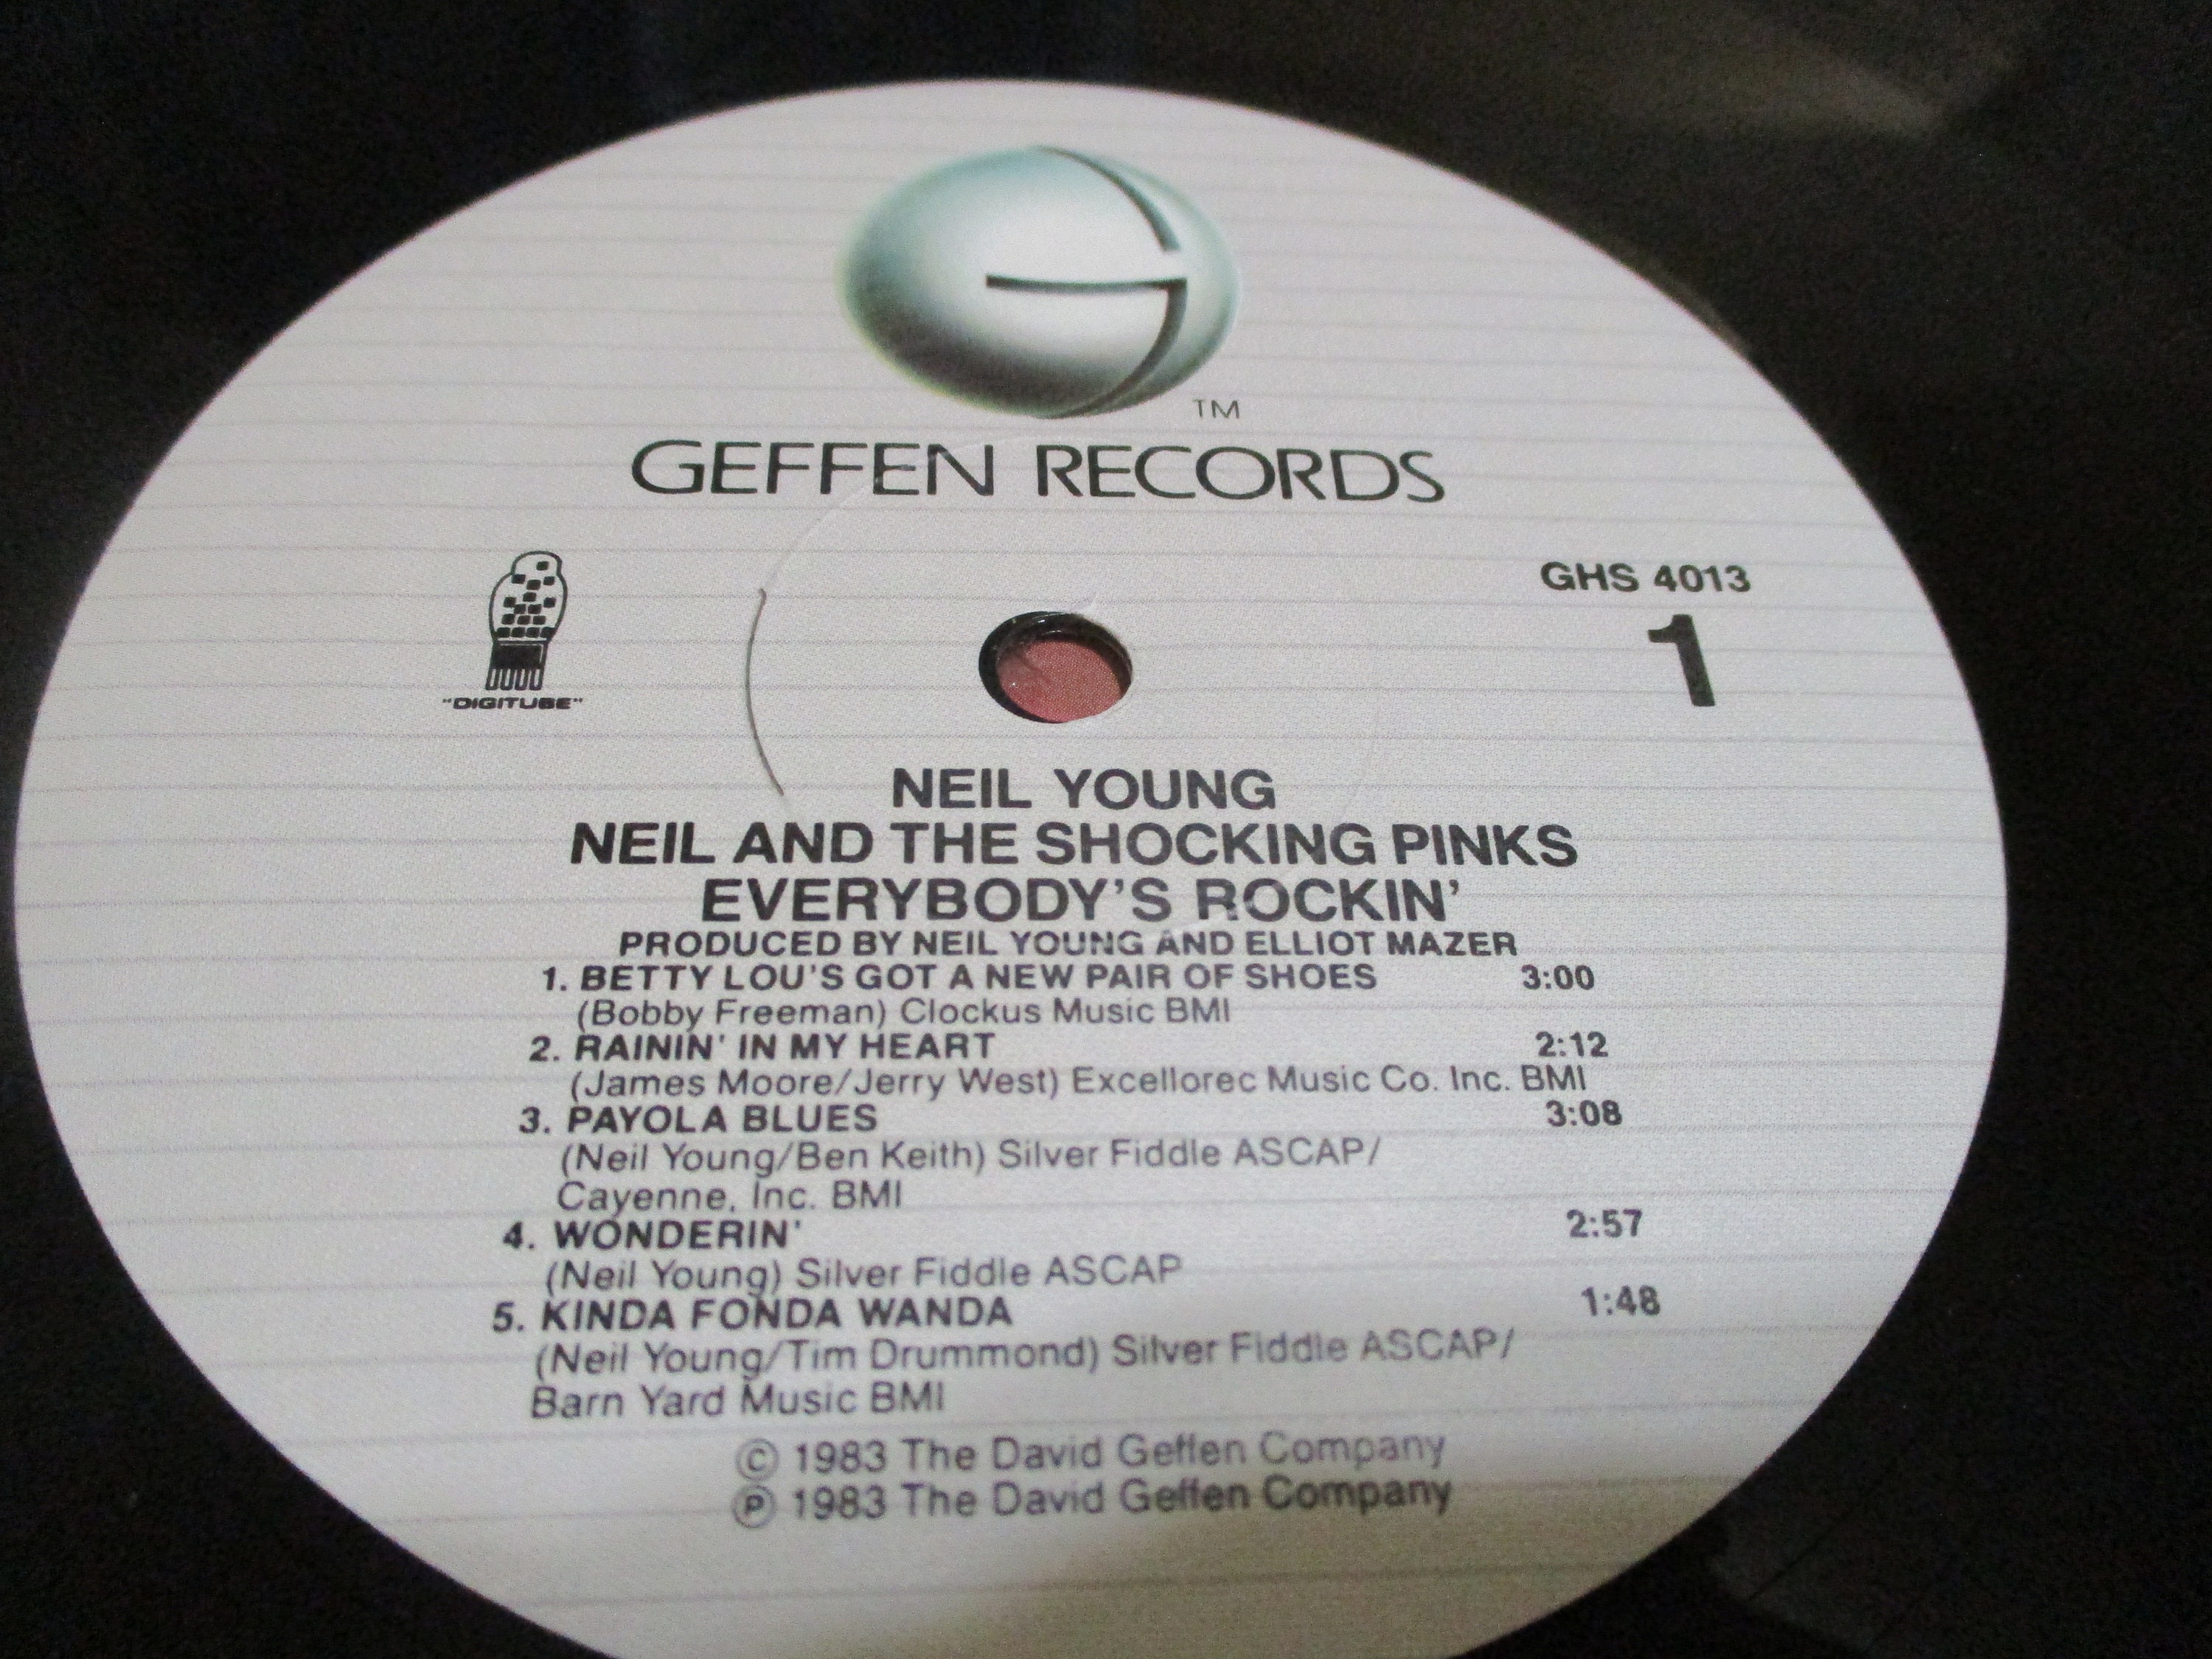 TM
GEFFEN RECORDS
"DIGITUBE"
GHS 4013
1
NEIL YOUNG
NEIL AND THE SHOCKING PINKS
EVERYBODY'S ROCKIN'
PRODUCED BY NEIL YOUNG AND ELLIOT MAZER
1. BETTY LOU'S GOT A NEW PAIR OF SHOES 3:00
(Bobby Freeman) Clockus Music BMI
2. RAININ' IN MY HEART 2:12
(James Moore/Jerry West) Excellorec Music Co. Inc. BMI
3. PAYOLA BLUES 3:08
(Neil Young/Ben Keith) Silver Fiddle ASCAP/
Cayenne, Inc. BMI
4. WONDERIN' 2:57
(Neil Young) Silver Fiddle ASCAP
5. KINDA FONDA WANDA 1:48
(Neil Young/Tim Drummond) Silver Fiddle ASCAP/
Barn Yard Music BMI
© 1983 The David Geffen Company
℗ 1983 The David Geffen Company